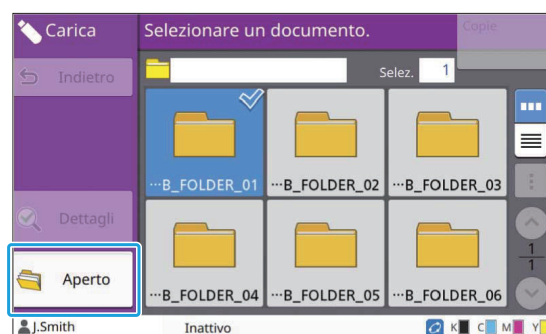 Carica
Selezionare un documento.
Copie
Indietro
Selez. 1
···B_FOLDER_01
···B_FOLDER_02
···B_FOLDER_03
Dettagli
Aperto
···B_FOLDER_04
···B_FOLDER_05
···B_FOLDER_06
1
1
J.Smith
Inattivo
K C M Y